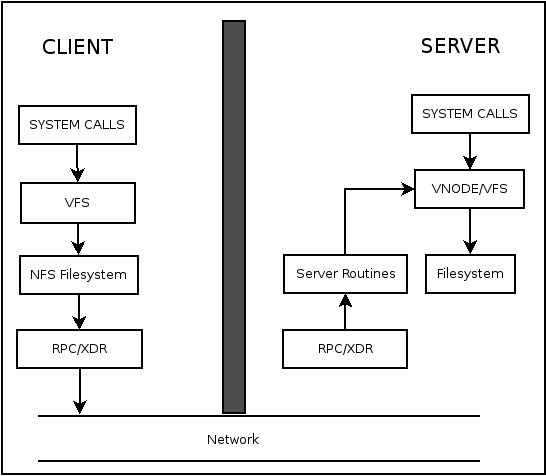 CLIENT
SERVER
SYSTEM CALLS
VFS
NFS Filesystem
RPC/XDR
SYSTEM CALLS
VNODE/VFS
Server Routines
Filesystem
RPC/XDR
Network